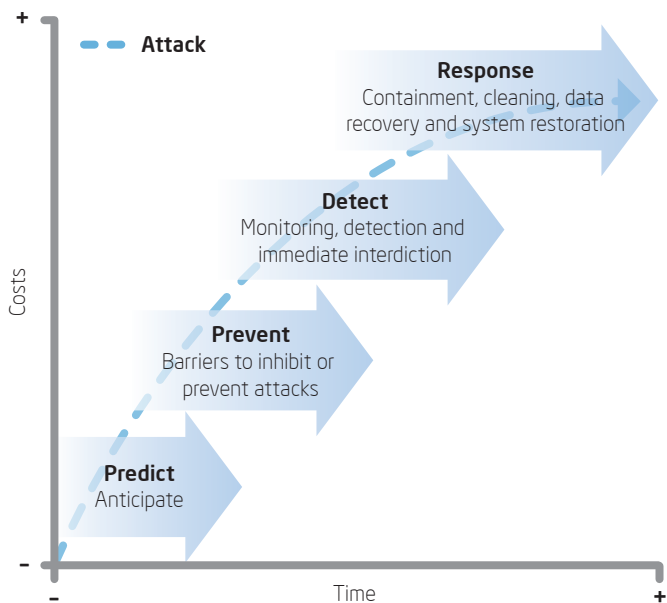 +
Attack
Response
Containment, cleaning, data
recovery and system restoration
Detect
Monitoring, detection and
immediate interdiction
Costs
Prevent
Barriers to inhibit or
prevent attacks
Predict
Anticipate
-
-
Time
+